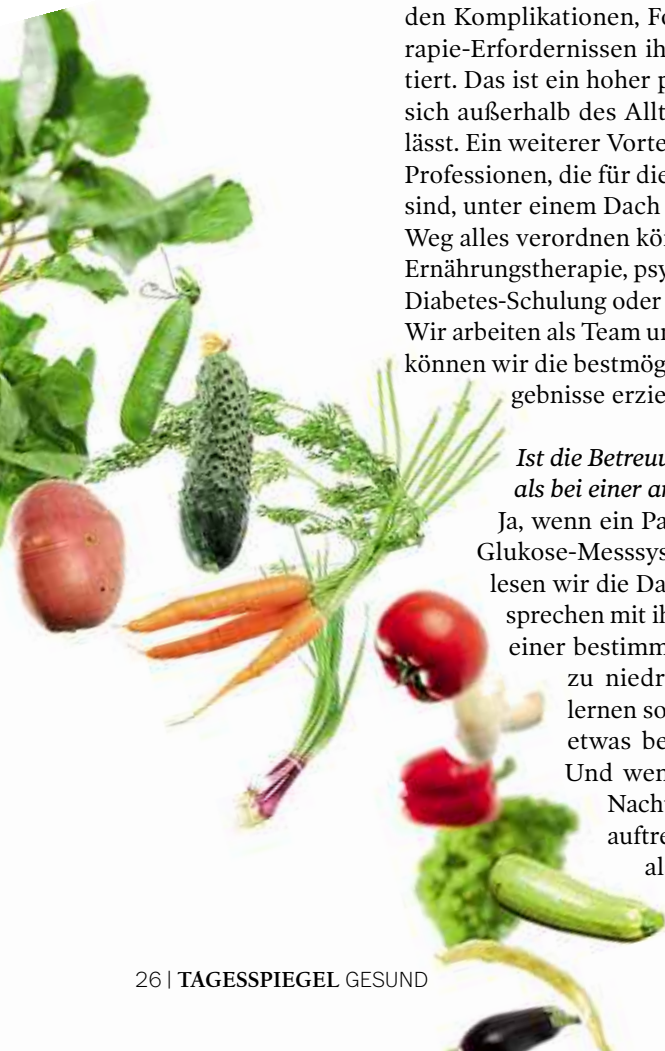 den Komplikationen, Fo
rapie-Erfordernissen ih
tiert. Das ist ein hoher p
sich außerhalb des Allt
lässt. Ein weiterer Vorte
Professionen, die für die
sind, unter einem Dach
Weg alles verordnen kö
Ernährungstherapie, psy
Diabetes-Schulung oder
Wir arbeiten als Team u
können wir die bestmög
gebnisse erzie
Ist die Betreu
als bei einer a
Ja, wenn ein Pa
Glukose-Messsys
lesen wir die Da
sprechen mit ih
einer bestimm
zu niedr
lernen so
etwas be
Und wen
Nach
auftre
al
26 | TAGESSPIEGEL GESUND